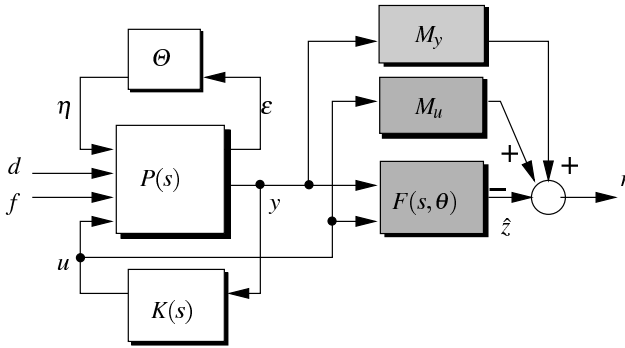 M_y
Θ
M_u
η
ε
+
+
d
P(s)
f
y
F(s, θ)
−
ẑ
r
u
K(s)